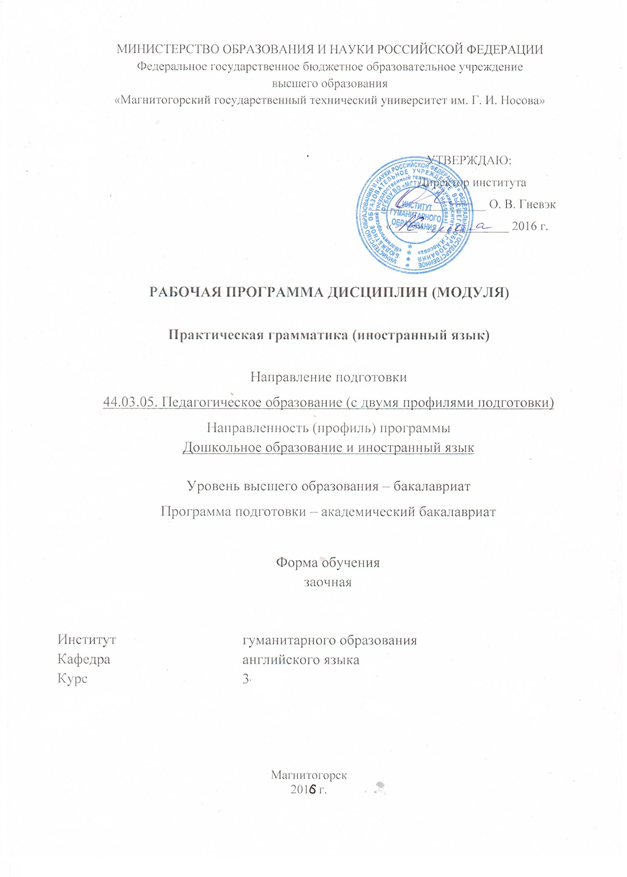 МИНИСТЕРСТВО ОБРАЗОВАНИЯ И НАУКИ РОССИЙСКОЙ ФЕДЕРАЦИИ
Федеральное государственное бюджетное образовательное учреждение
высшего образования
«Магнитогорский государственный технический университет им. Г. И. Носова»
УТВЕРЖДАЮ:
Директор института
О. В. Гневэк
2016 г.
ИНСТИТУТ
ГУМАНИТАРНОГО
ОБРАЗОВАНИЯ
РАБОЧАЯ ПРОГРАММА ДИСЦИПЛИН (МОДУЛЯ)
Практическая грамматика (иностранный язык)
Направление подготовки
44.03.05. Педагогическое образование (с двумя профилями подготовки)
Направленность (профиль) программы
Дошкольное образование и иностранный язык
Уровень высшего образования – бакалавриат
Программа подготовки – академический бакалавриат
Форма обучения
заочная
Институт гуманитарного образования
Кафедра английского языка
Курс 3
Магнитогорск
2016 г.